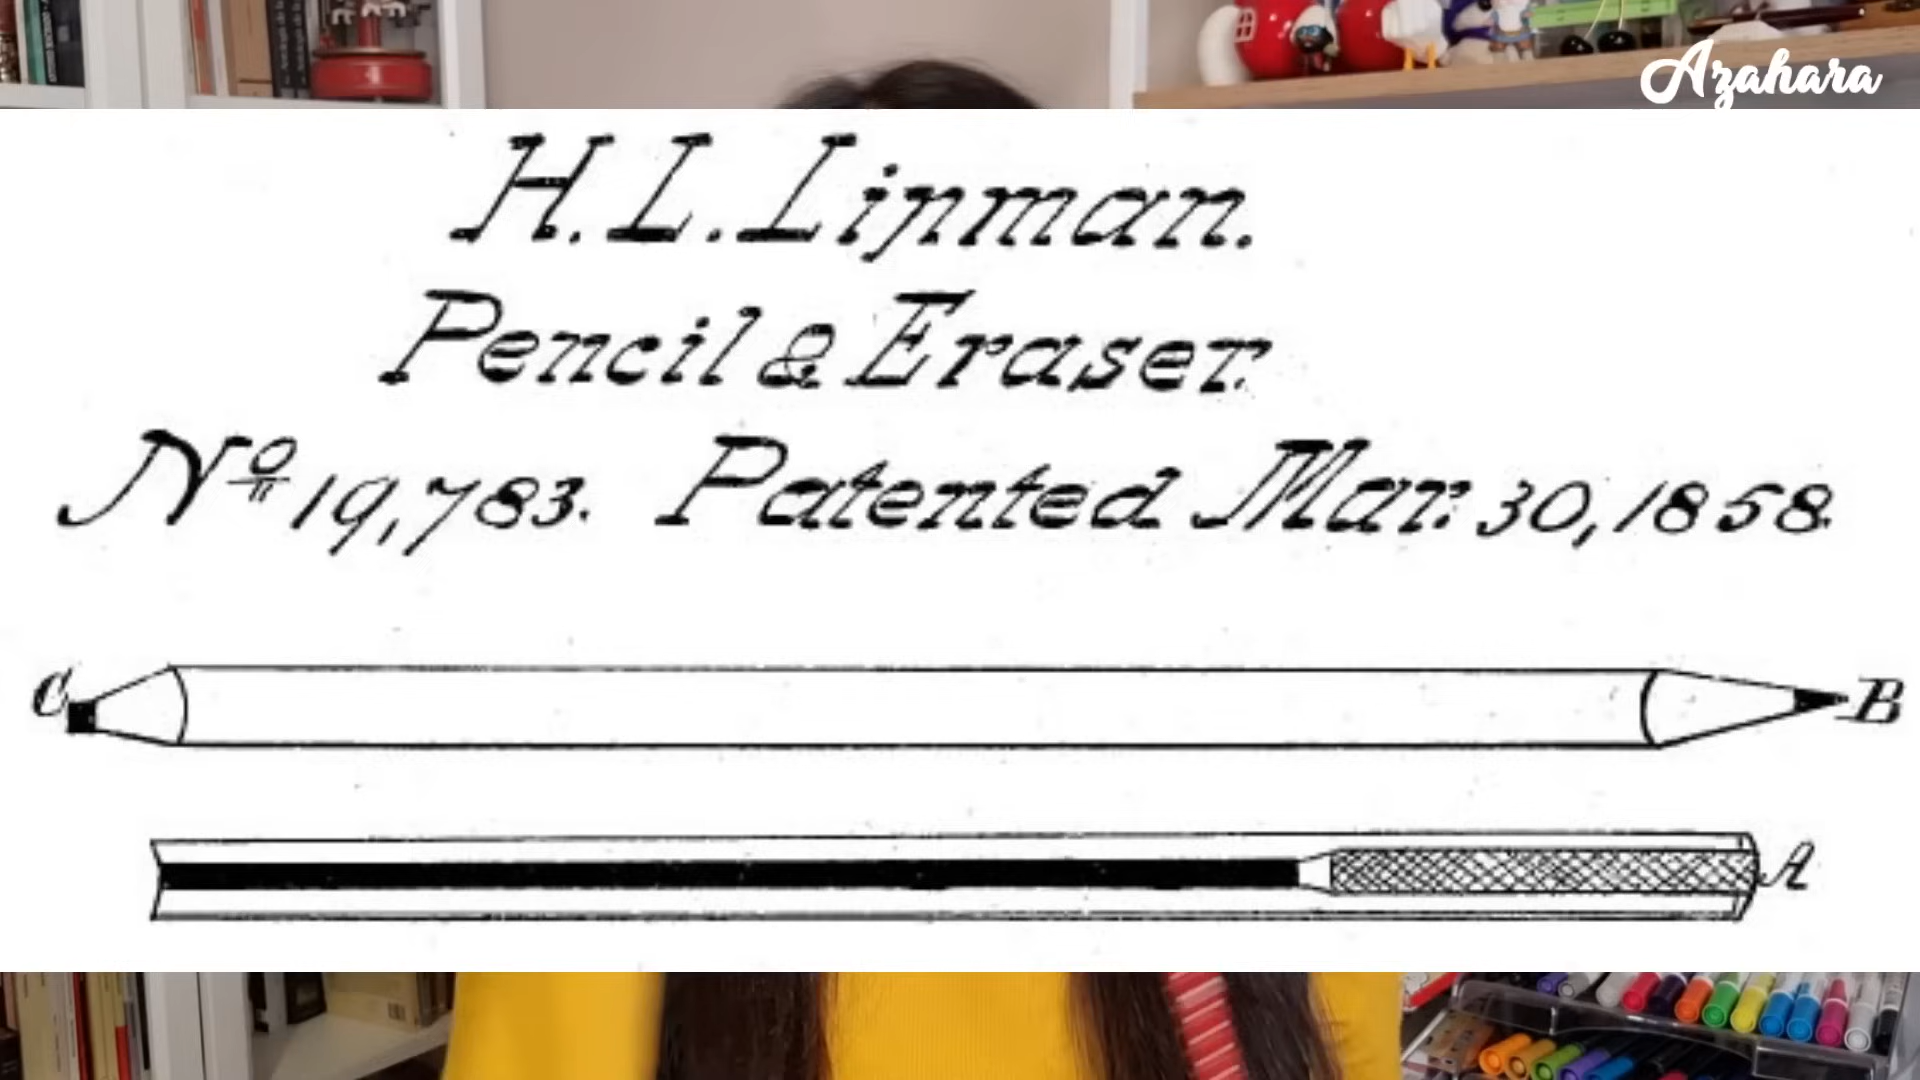 Azahara
H. L. Lipman.
Pencil & Eraser.
Nº 19,783. Patented Mar. 30, 1858.
C
B
A